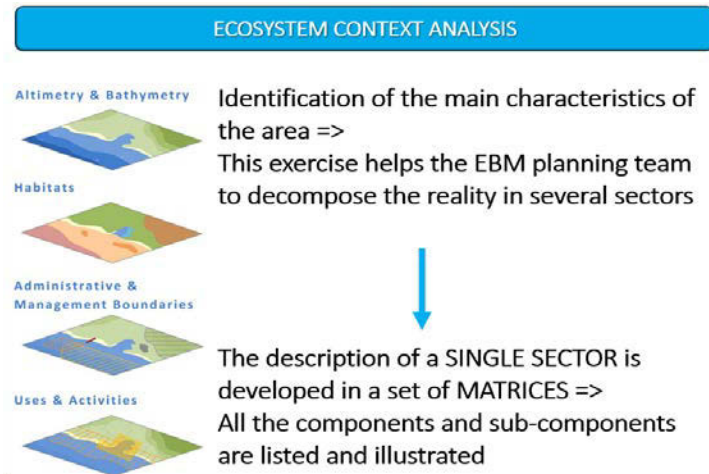 ECOSYSTEM CONTEXT ANALYSIS
Altimetry & Bathymetry
Habitats
Administrative &
Management Boundaries
Uses & Activities
Identification of the main characteristics of
the area =>
This exercise helps the EBM planning team
to decompose the reality in several sectors
The description of a SINGLE SECTOR is
developed in a set of MATRICES =>
All the components and sub-components
are listed and illustrated